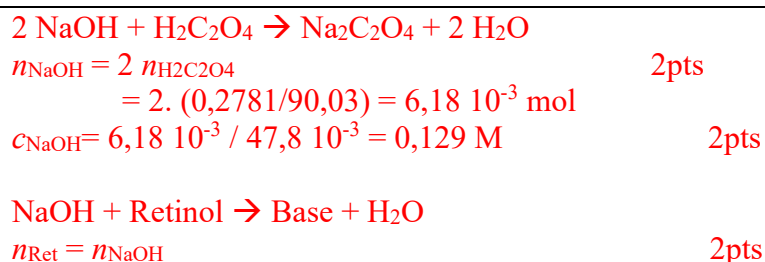 2 NaOH + H₂C₂O₄ → Na₂C₂O₄ + 2 H₂O
nNaOH = 2 nH2C2O4 2pts
= 2. (0,2781/90,03) = 6,18 10⁻³ mol
cNaOH= 6,18 10⁻³ / 47,8 10⁻³ = 0,129 M 2pts
NaOH + Retinol → Base + H₂O
nRet = nNaOH 2pts